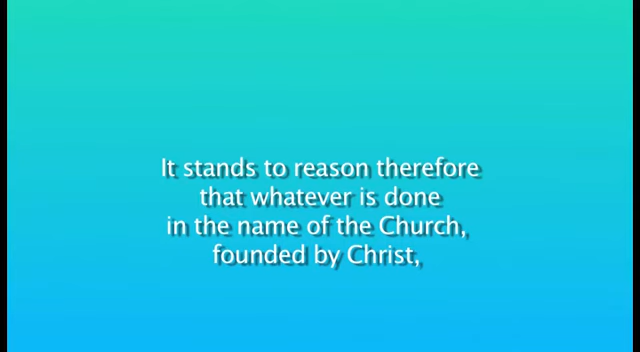 It stands to reason therefore
that whatever is done
in the name of the Church,
founded by Christ,